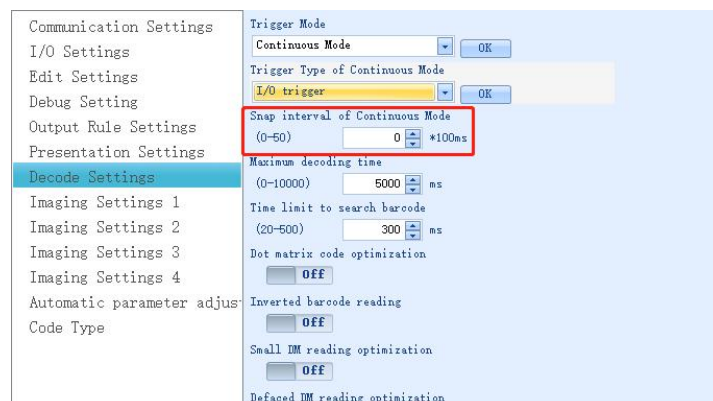 Communication Settings
I/O Settings
Edit Settings
Debug Setting
Output Rule Settings
Presentation Settings
Decode Settings
Imaging Settings 1
Imaging Settings 2
Imaging Settings 3
Imaging Settings 4
Automatic parameter adjus
Code Type
Trigger Mode
Continuous Mode OK
Trigger Type of Continuous Mode
I/O trigger OK
Snap interval of Continuous Mode
(0-50) 0 *100ms
Maximum decoding time
(0-10000) 5000 ms
Time limit to search barcode
(20-500) 300 ms
Dot matrix code optimization
Off
Inverted barcode reading
Off
Small DM reading optimization
Off
Defaced DM reading optimization